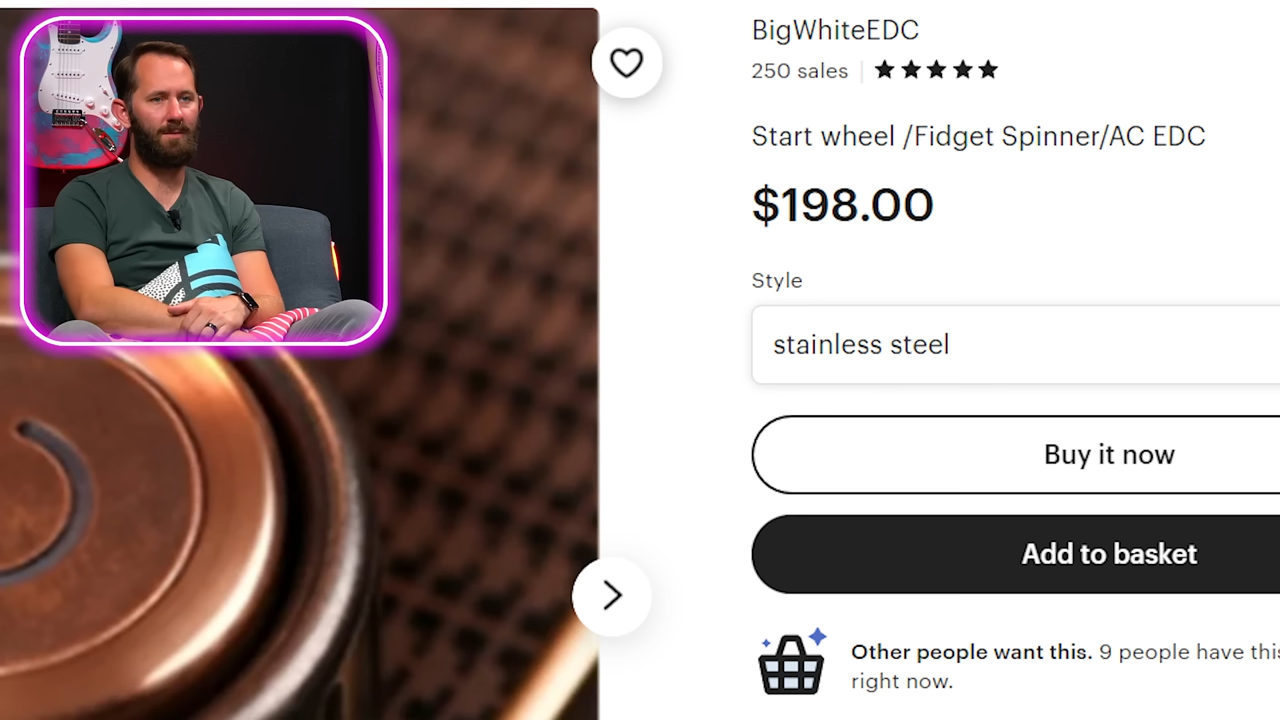 BigWhiteEDC
250 sales
Start wheel /Fidget Spinner/AC EDC
$198.00
Style
stainless steel
Buy it now
Add to basket
Other people want this. 9 people have this
right now.